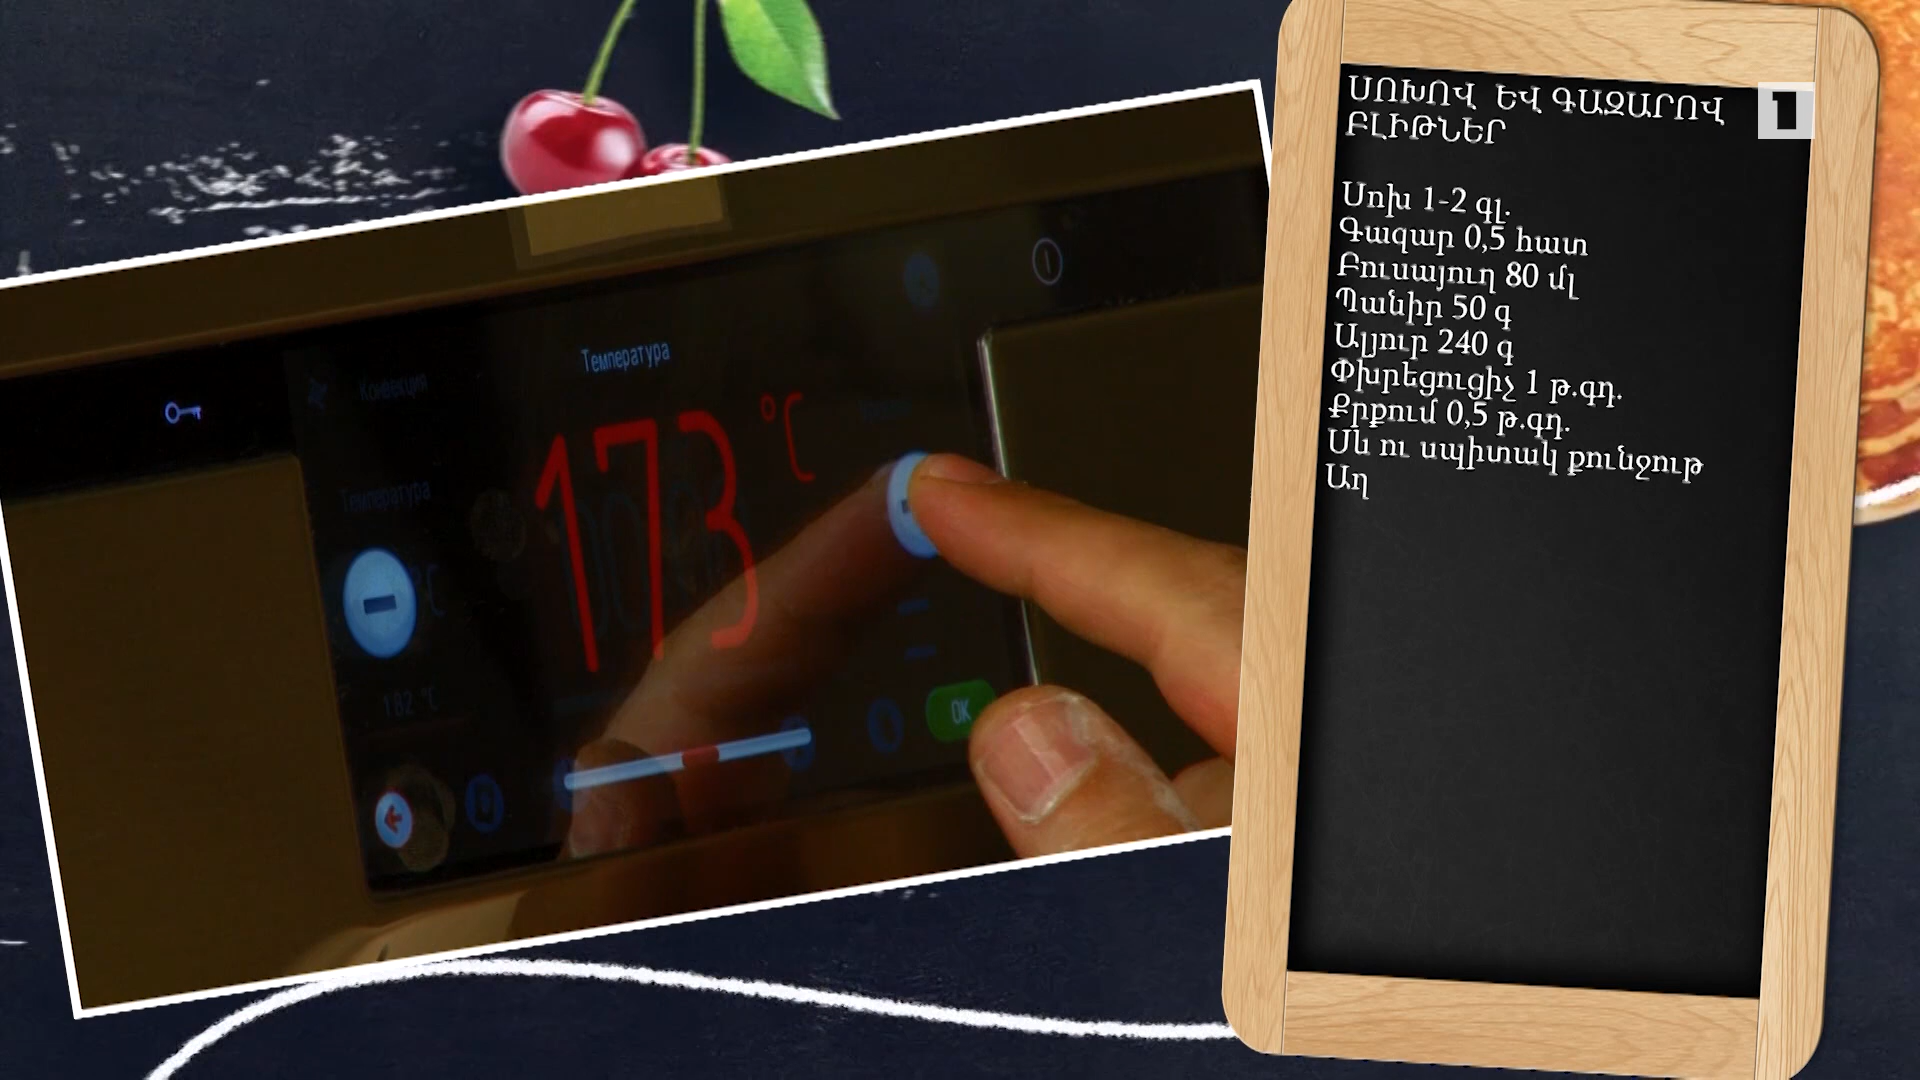 ՍՈԽՈՎ ԵՎ ԳԱԶԱՐՈՎ
ԲԼԻԹՆԵՐ
1
Սոխ 1-2 գլ.
Գազար 0,5 հատ
Բուսայուղ 80 մլ
Պանիր 50 գ
Ալյուր 240 գ
Փխրեցուցիչ 1 թ.գդ.
Քրքում 0,5 թ.գդ.
Սև ու սպիտակ քունջութ
Աղ
Температура
Конвекция
173 °C
Температура
°C
182 °C
OK